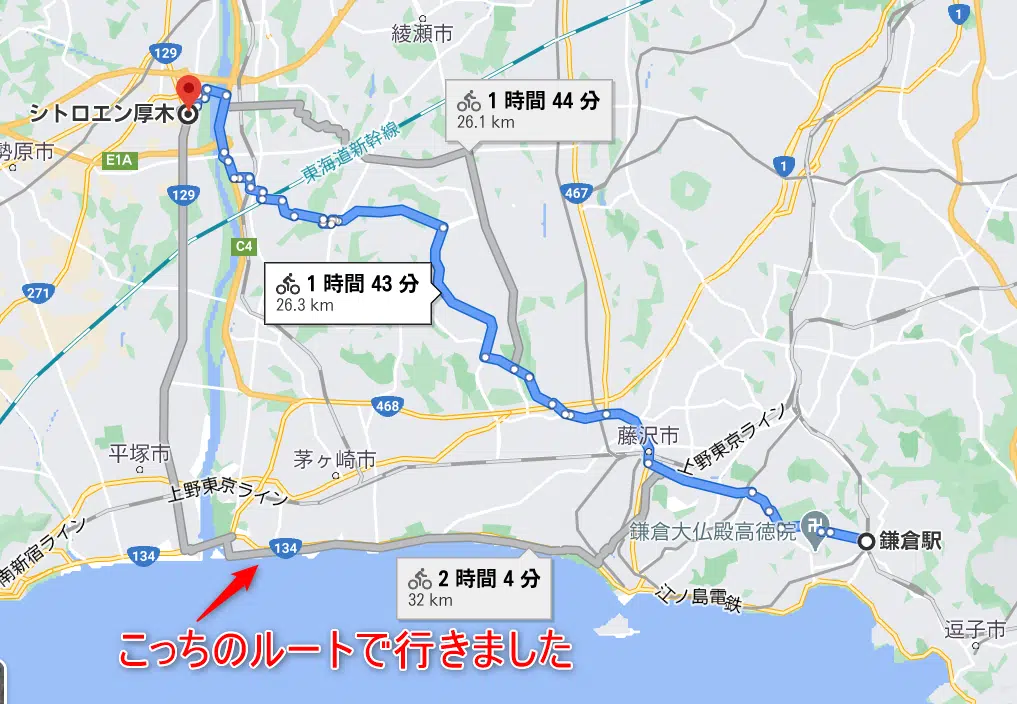 綾瀬市
1
129
1 時間 44 分
26.1 km
シトロエン厚木
東海道新幹線
勢原市
E1A
1
129
467
C4
1 時間 43 分
26.3 km
271
468
藤沢市
上野東京ライン
平塚市
茅ヶ崎市
上野東京ライン
鎌倉大仏殿高徳院
鎌倉駅
南新宿ライン
134
134
2 時間 4 分
32 km
江ノ島電鉄
逗子市
こっちのルートで行きました